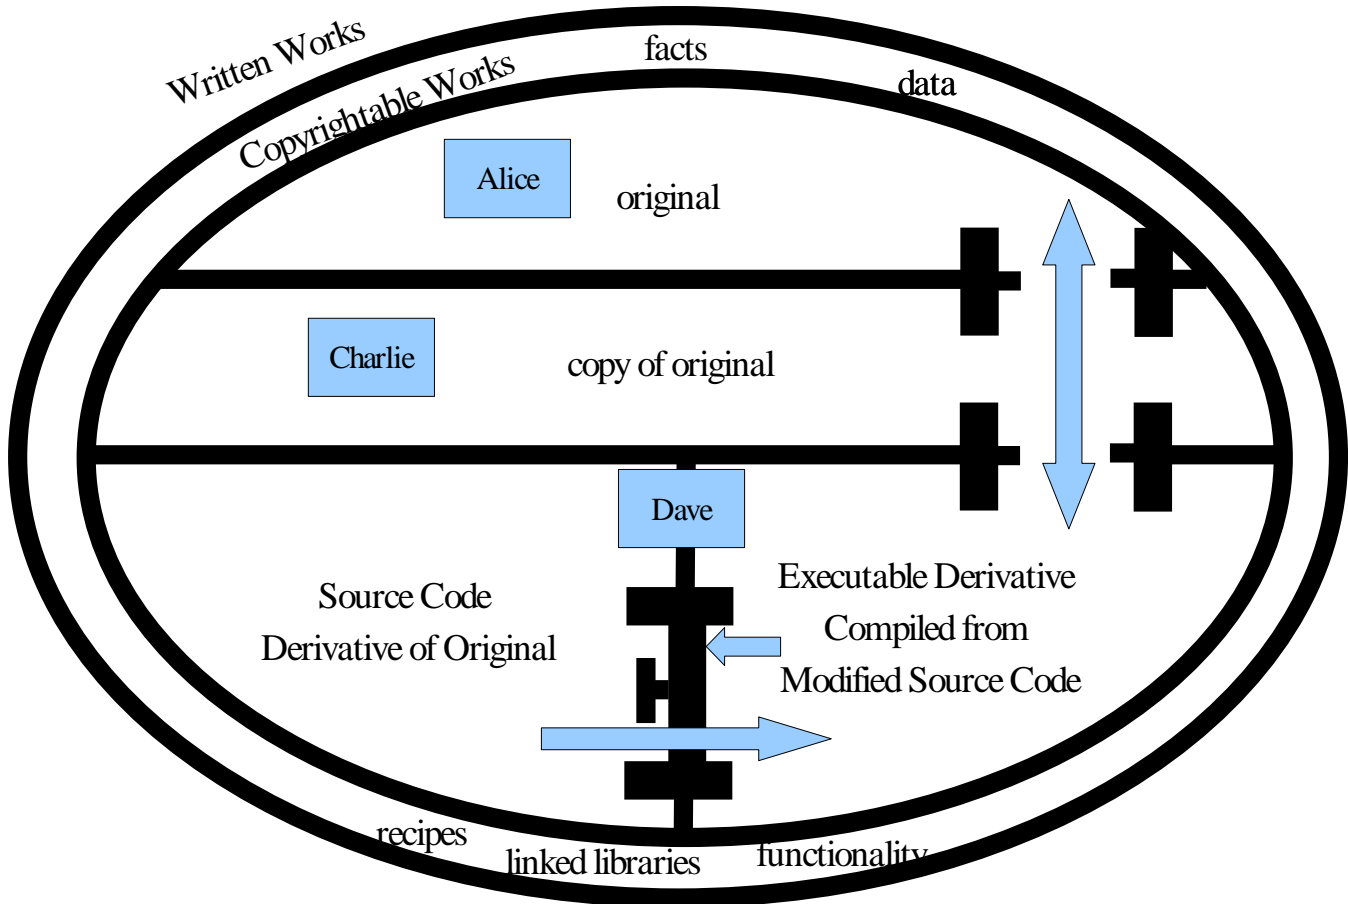 Written Works
Copyrightable Works
facts
data
Alice
original
Charlie
copy of original
Dave
Source Code
Derivative of Original
Executable Derivative
Compiled from
Modified Source Code
recipes
linked libraries
functionality